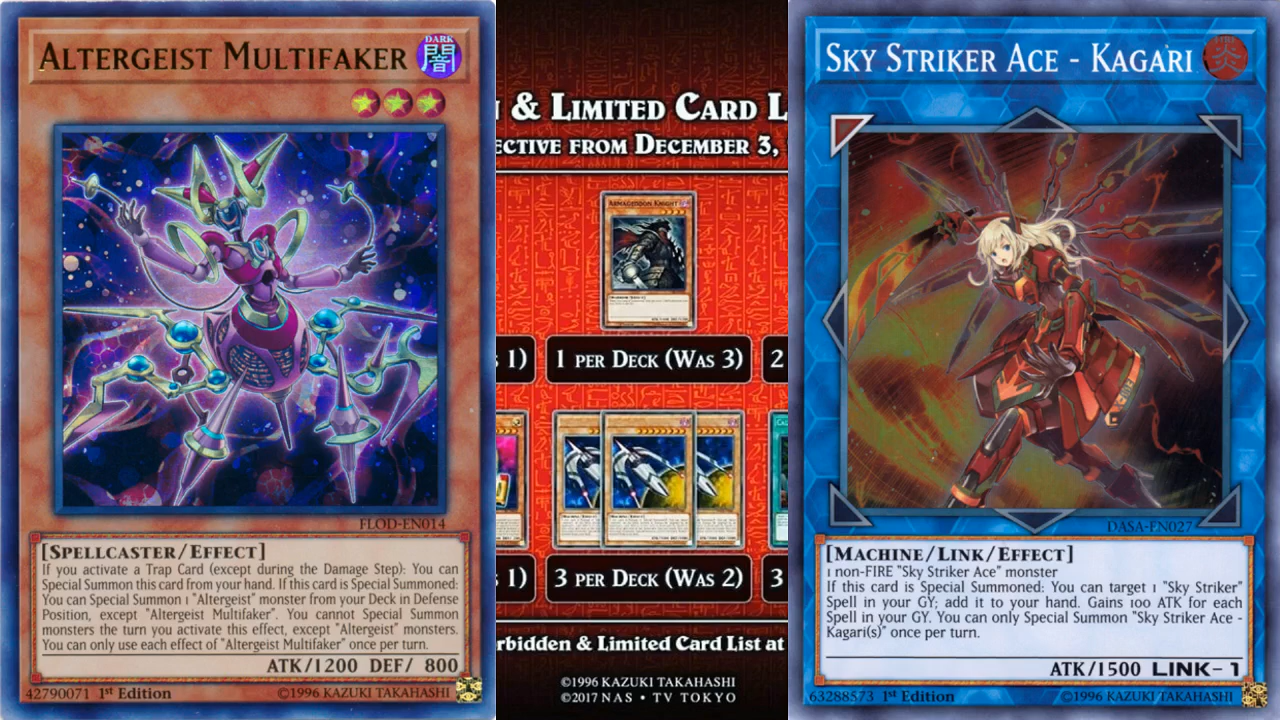 ALTERGEIST MULTIFAKER
DARK
闇
FLOD-EN014
[SPELLCASTER/EFFECT]
If you activate a Trap Card (except during the Damage Step): You can
Special Summon this card from your hand. If this card is Special Summoned:
You can Special Summon 1 "Altergeist" monster from your Deck in Defense
Position, except "Altergeist Multifaker". You cannot Special Summon
monsters the turn you activate this effect, except "Altergeist" monsters.
You can only use each effect of "Altergeist Multifaker" once per turn.
ATK/1200 DEF/ 800
42790071 1st Edition ©1996 KAZUKI TAKAHASHI
& LIMITED CARD L
ECTIVE FROM DECEMBER 3,
ARMAGEDDON KNIGHT
1) 1 PER DECK (WAS 3) 2
1) 3 PER DECK (WAS 2) 3
rbidden & Limited Card List at
©1996 KAZUKI TAKAHASHI
©2017 NAS • TV TOKYO
SKY STRIKER ACE - KAGARI
炎
DASA-EN027
[MACHINE/LINK/EFFECT]
1 non-FIRE "Sky Striker Ace" monster
If this card is Special Summoned: You can target 1 "Sky Striker"
Spell in your GY; add it to your hand. Gains 100 ATK for each
Spell in your GY. You can only Special Summon "Sky Striker Ace -
Kagari(s)" once per turn.
ATK/1500 LINK-1
63288573 1st Edition ©1996 KAZUKI TAKAHASHI